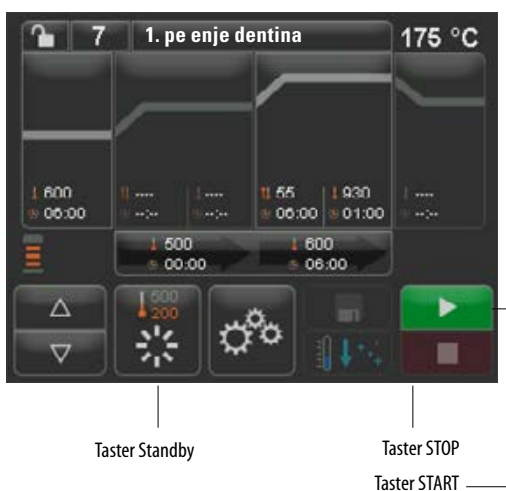 7 1. pe enje dentina 175 °C
600 ---- ---- 55 930 ----
06:00 --:-- --:-- 06:00 01:00 --:--
500 600
00:00 06:00
500
200
Taster Standby Taster STOP
Taster START